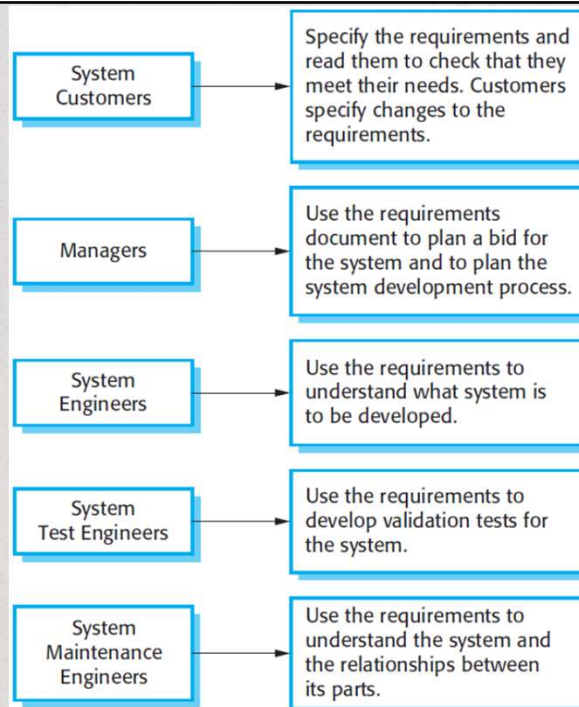 System
Customers
Specify the requirements and
read them to check that they
meet their needs. Customers
specify changes to the
requirements.
Managers
Use the requirements
document to plan a bid for
the system and to plan the
system development process.
System
Engineers
Use the requirements to
understand what system is
to be developed.
System
Test Engineers
Use the requirements to
develop validation tests for
the system.
System
Maintenance
Engineers
Use the requirements to
understand the system and
the relationships between
its parts.